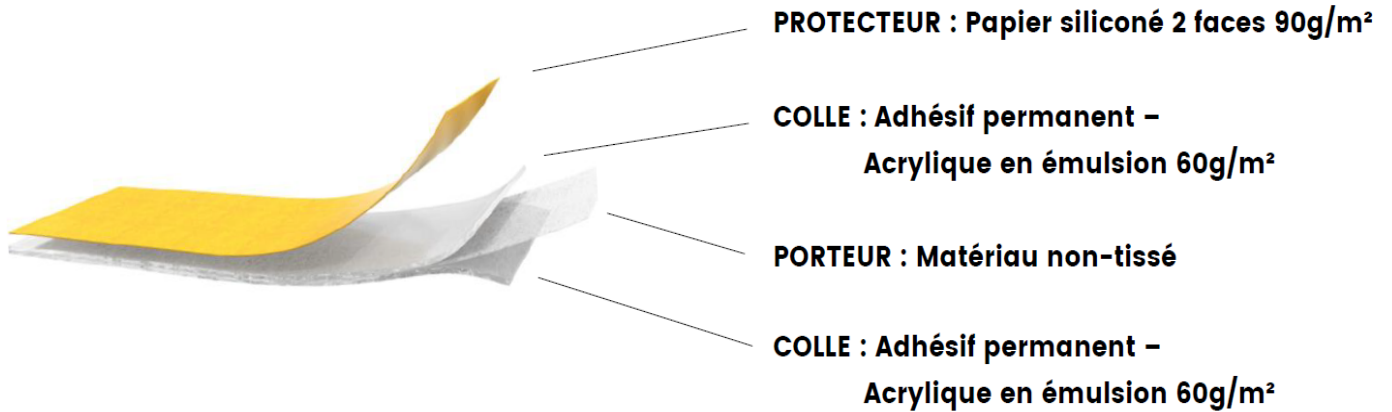 PROTECTEUR : Papier siliconé 2 faces 90g/m²
COLLE : Adhésif permanent –
Acrylique en émulsion 60g/m²
PORTEUR : Matériau non-tissé
COLLE : Adhésif permanent –
Acrylique en émulsion 60g/m²